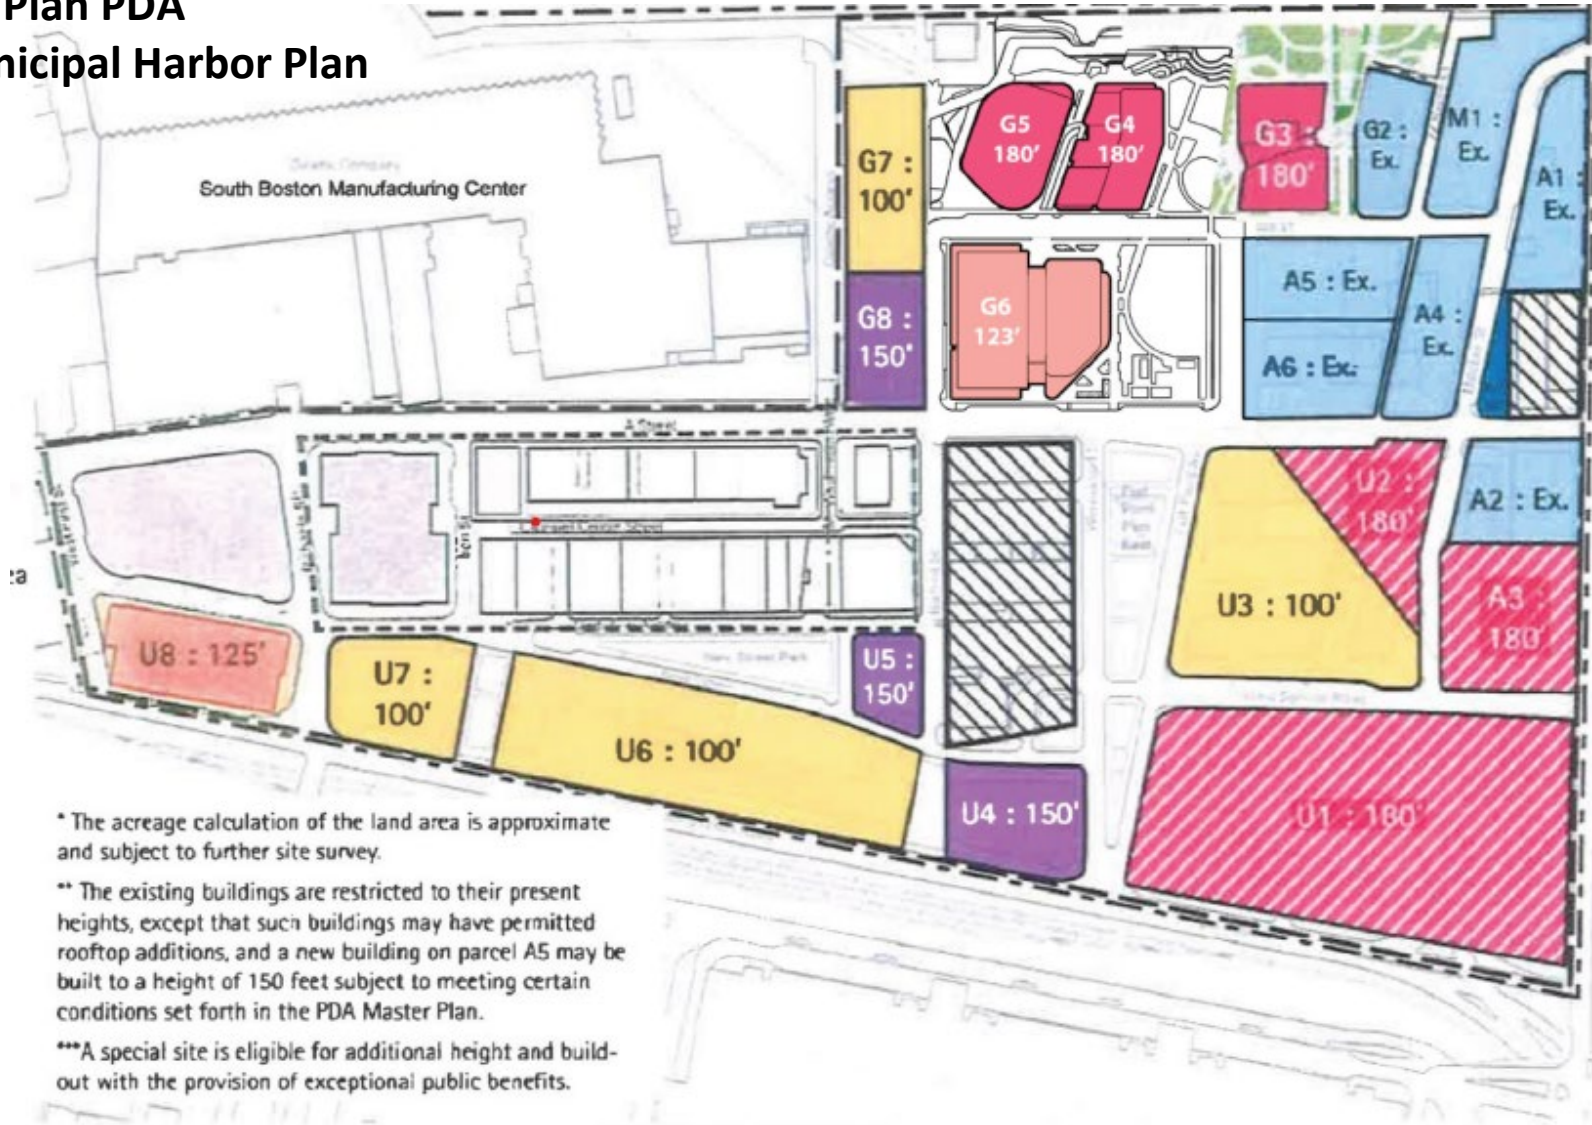 Plan PDA
nicipal Harbor Plan
South Boston Manufacturing Center
G7 :
100'
G5
180'
G4
180'
G3 :
180'
G2 :
Ex.
M1 :
Ex.
A1 :
Ex.
G8 :
150'
G6
123'
A5 : Ex.
A4 :
Ex.
A6 : Ex.
A Street
U2 :
180'
A2 : Ex.
U3 : 100'
A3 :
180'
U8 : 125'
U7 :
100'
U5 :
150'
U6 : 100'
U4 : 150'
U1 : 180'
* The acreage calculation of the land area is approximate
and subject to further site survey.
** The existing buildings are restricted to their present
heights, except that such buildings may have permitted
rooftop additions, and a new building on parcel A5 may be
built to a height of 150 feet subject to meeting certain
conditions set forth in the PDA Master Plan.
***A special site is eligible for additional height and build-
out with the provision of exceptional public benefits.